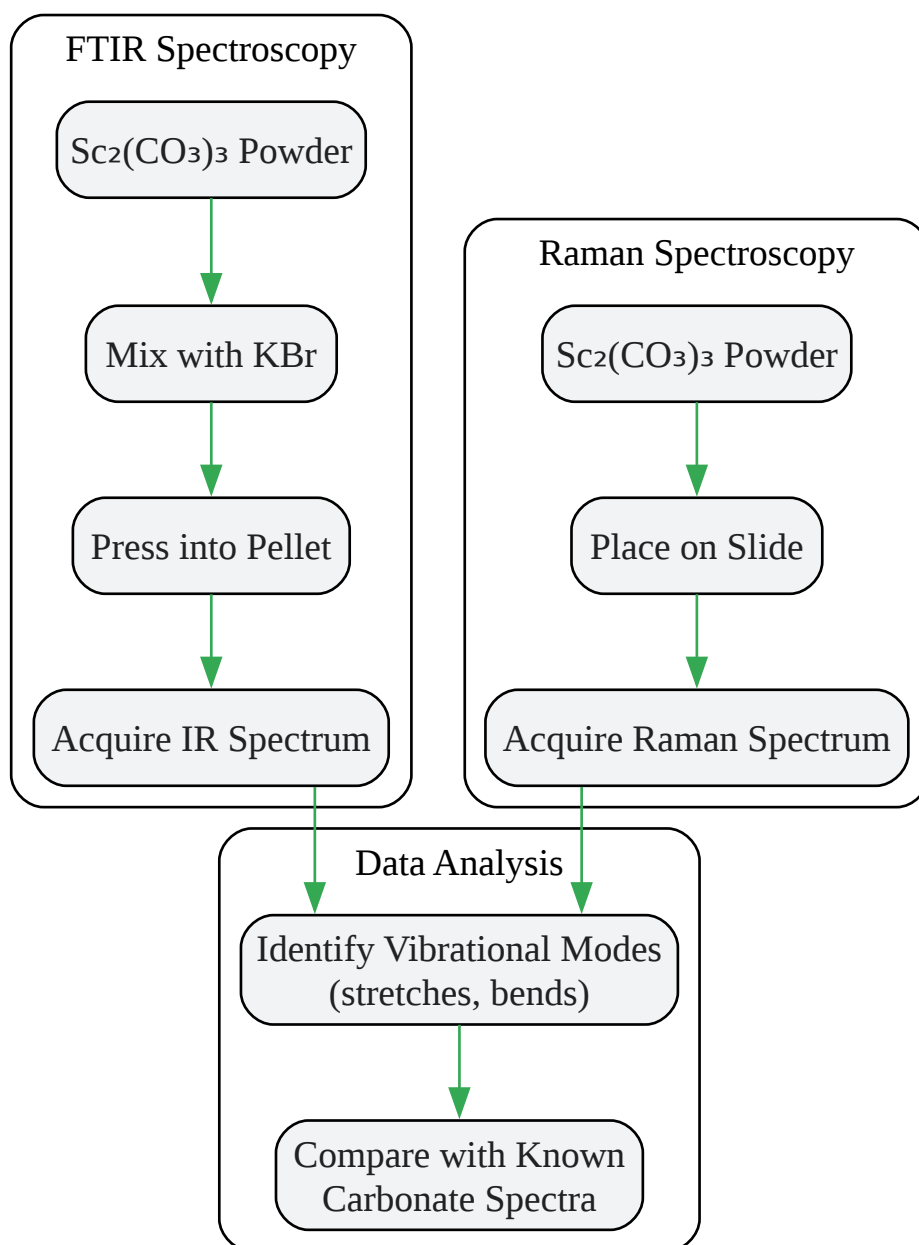 FTIR Spectroscopy
Sc₂(CO₃)₃ Powder
Mix with KBr
Press into Pellet
Acquire IR Spectrum
Raman Spectroscopy
Sc₂(CO₃)₃ Powder
Place on Slide
Acquire Raman Spectrum
Data Analysis
Identify Vibrational Modes
(stretches, bends)
Compare with Known
Carbonate Spectra